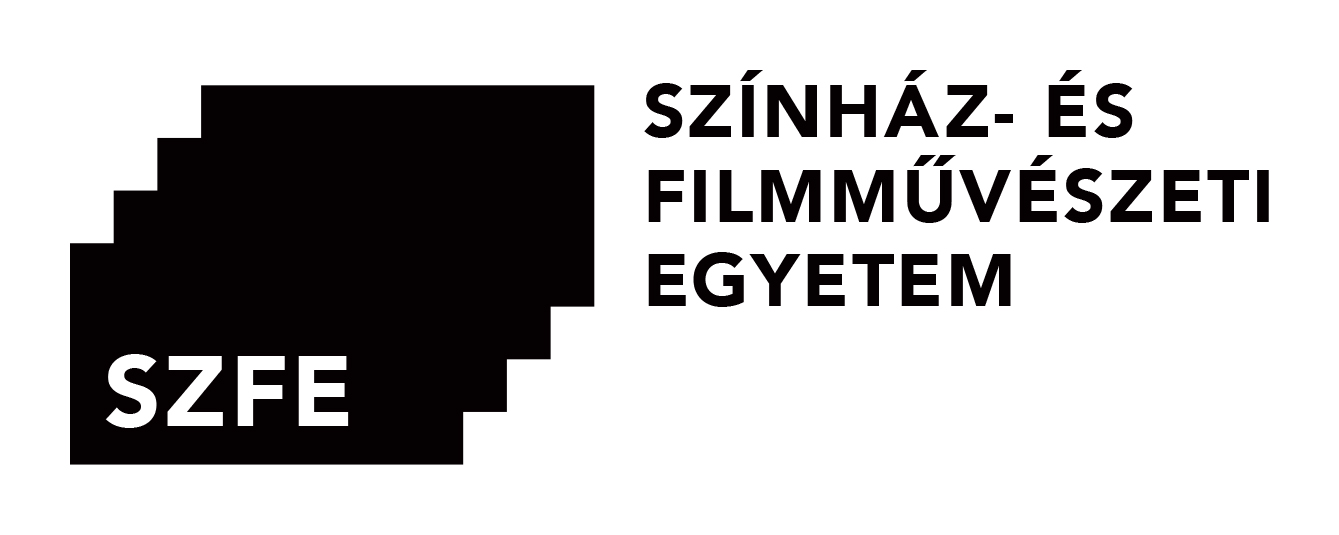 SZFE
SZÍNHÁZ- ÉS
FILMMŰVÉSZETI
EGYETEM